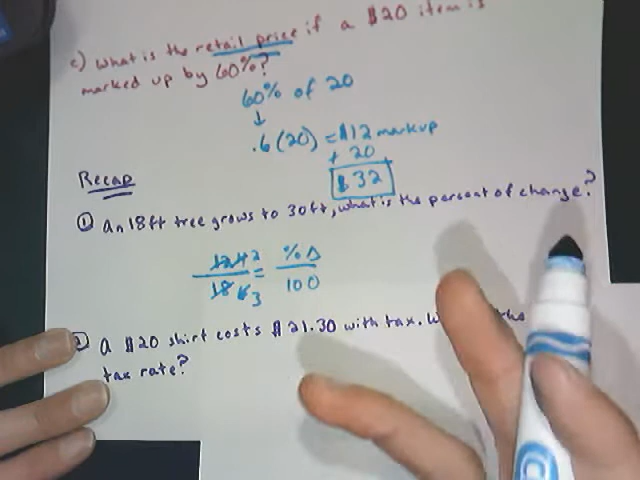 c) What is the retail price if a $20 item is
marked up by 60%?
60% of 20
↓
.6(20) = $12 markup
+ 20
$32
Recap
① An 18ft tree grows to 30ft, what is the percent of change?
12 4 2 = %Δ
18 6 3 100
2 A $20 shirt costs $21.30 with tax.
tax rate?